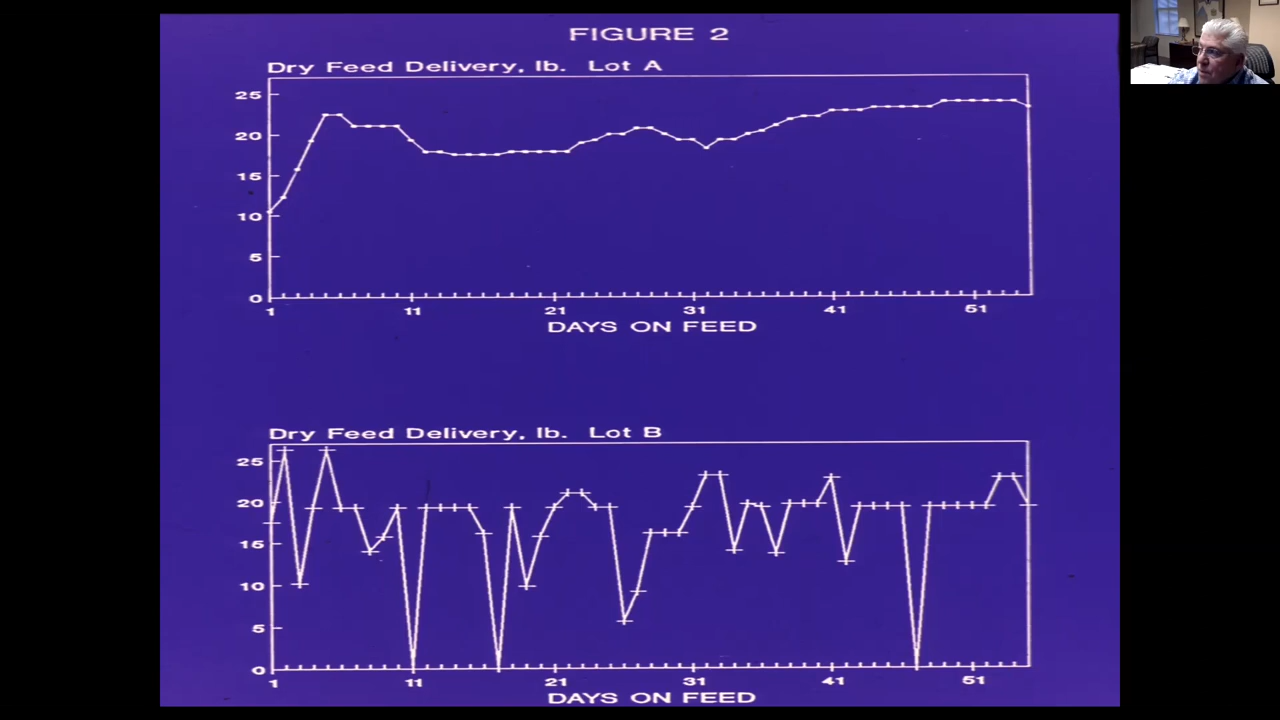 FIGURE 2
Dry Feed Delivery, lb. Lot A
25
20
15
10
5
0
1 11 21 31 41 51
DAYS ON FEED
Dry Feed Delivery, lb. Lot B
25
20
15
10
5
0
1 11 21 31 41 51
DAYS ON FEED